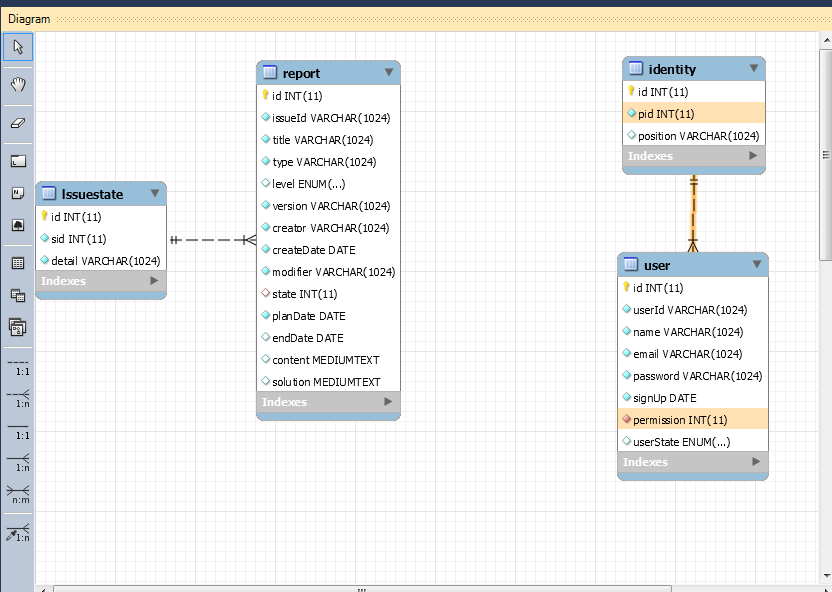 Diagram
report
id INT(11)
issueId VARCHAR(1024)
title VARCHAR(1024)
type VARCHAR(1024)
level ENUM(...)
version VARCHAR(1024)
creator VARCHAR(1024)
createDate DATE
modifier VARCHAR(1024)
state INT(11)
planDate DATE
endDate DATE
content MEDIUMTEXT
solution MEDIUMTEXT
Indexes
identity
id INT(11)
pid INT(11)
position VARCHAR(1024)
Indexes
Issuestate
id INT(11)
sid INT(11)
detail VARCHAR(1024)
Indexes
user
id INT(11)
userId VARCHAR(1024)
name VARCHAR(1024)
email VARCHAR(1024)
password VARCHAR(1024)
signUp DATE
permission INT(11)
userState ENUM(...)
Indexes
1:1
1:n
1:1
1:n
n:m
1:n